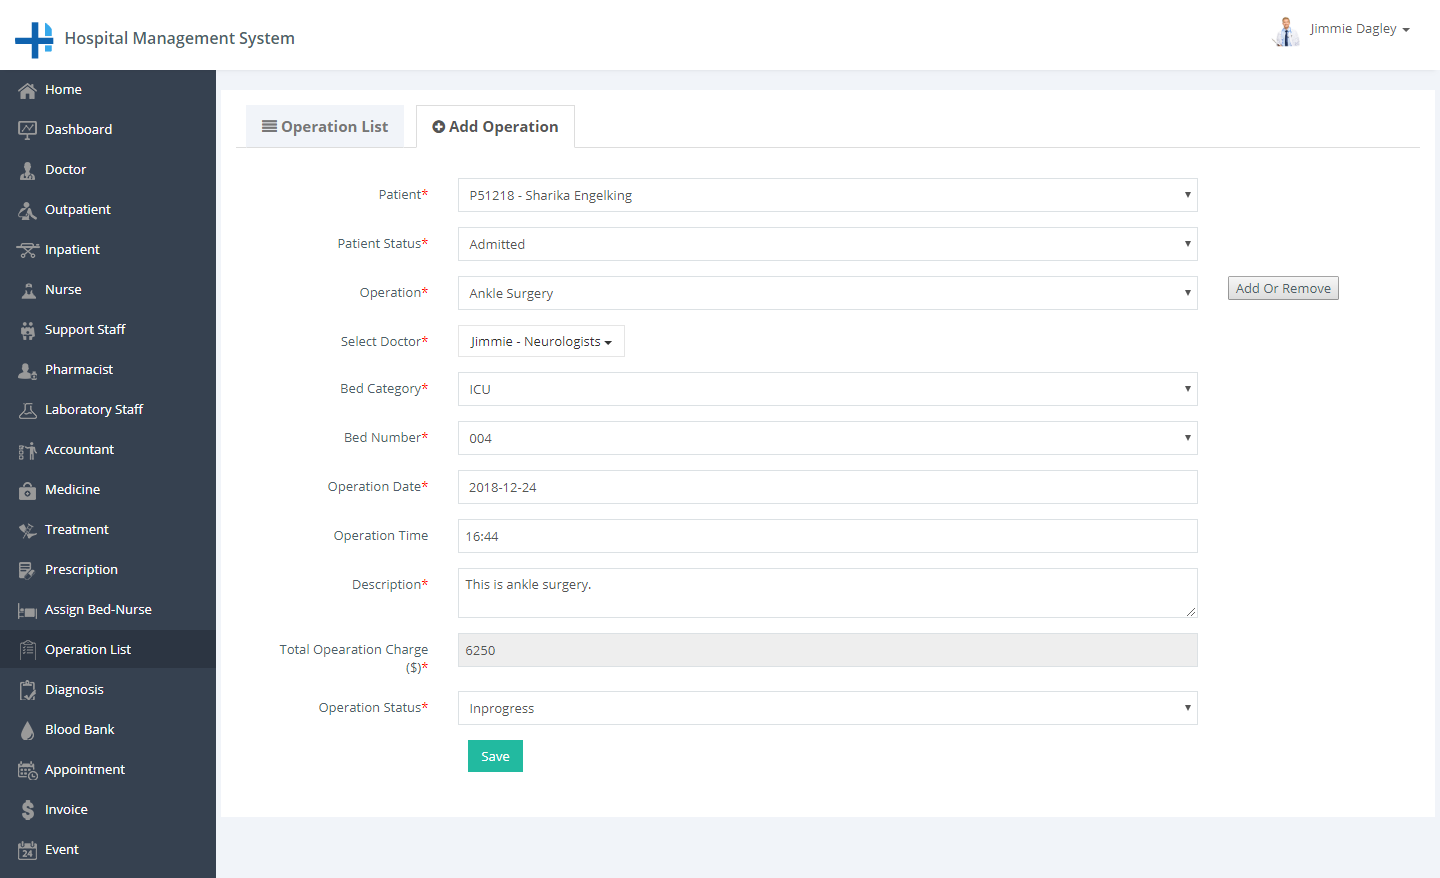 Hospital Management System
Jimmie Dagley
Home
Dashboard
Doctor
Outpatient
Inpatient
Nurse
Support Staff
Pharmacist
Laboratory Staff
Accountant
Medicine
Treatment
Prescription
Assign Bed-Nurse
Operation List
Diagnosis
Blood Bank
Appointment
Invoice
24
Event
Operation List
Add Operation
Patient* P51218 - Sharika Engelking
Patient Status* Admitted
Operation* Ankle Surgery Add Or Remove
Select Doctor* Jimmie - Neurologists
Bed Category* ICU
Bed Number* 004
Operation Date* 2018-12-24
Operation Time 16:44
Description* This is ankle surgery.
Total Opearation Charge
($)* 6250
Operation Status* Inprogress
Save